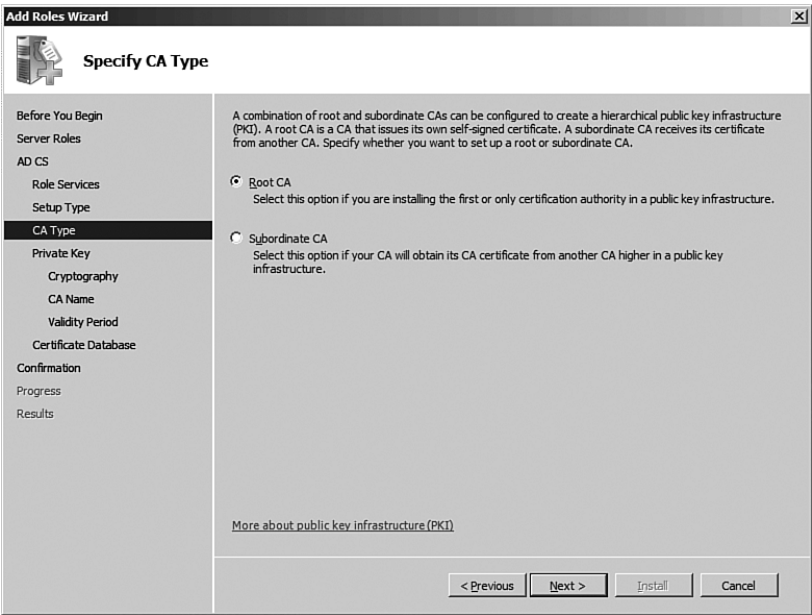 Add Roles Wizard
Specify CA Type
Before You Begin
Server Roles
AD CS
Role Services
Setup Type
CA Type
Private Key
Cryptography
CA Name
Validity Period
Certificate Database
Confirmation
Progress
Results
A combination of root and subordinate CAs can be configured to create a hierarchical public key infrastructure
(PKI). A root CA is a CA that issues its own self-signed certificate. A subordinate CA receives its certificate
from another CA. Specify whether you want to set up a root or subordinate CA.
Root CA
Select this option if you are installing the first or only certification authority in a public key infrastructure.
Subordinate CA
Select this option if your CA will obtain its CA certificate from another CA higher in a public key
infrastructure.
More about public key infrastructure (PKI)
< Previous
Next >
Install
Cancel